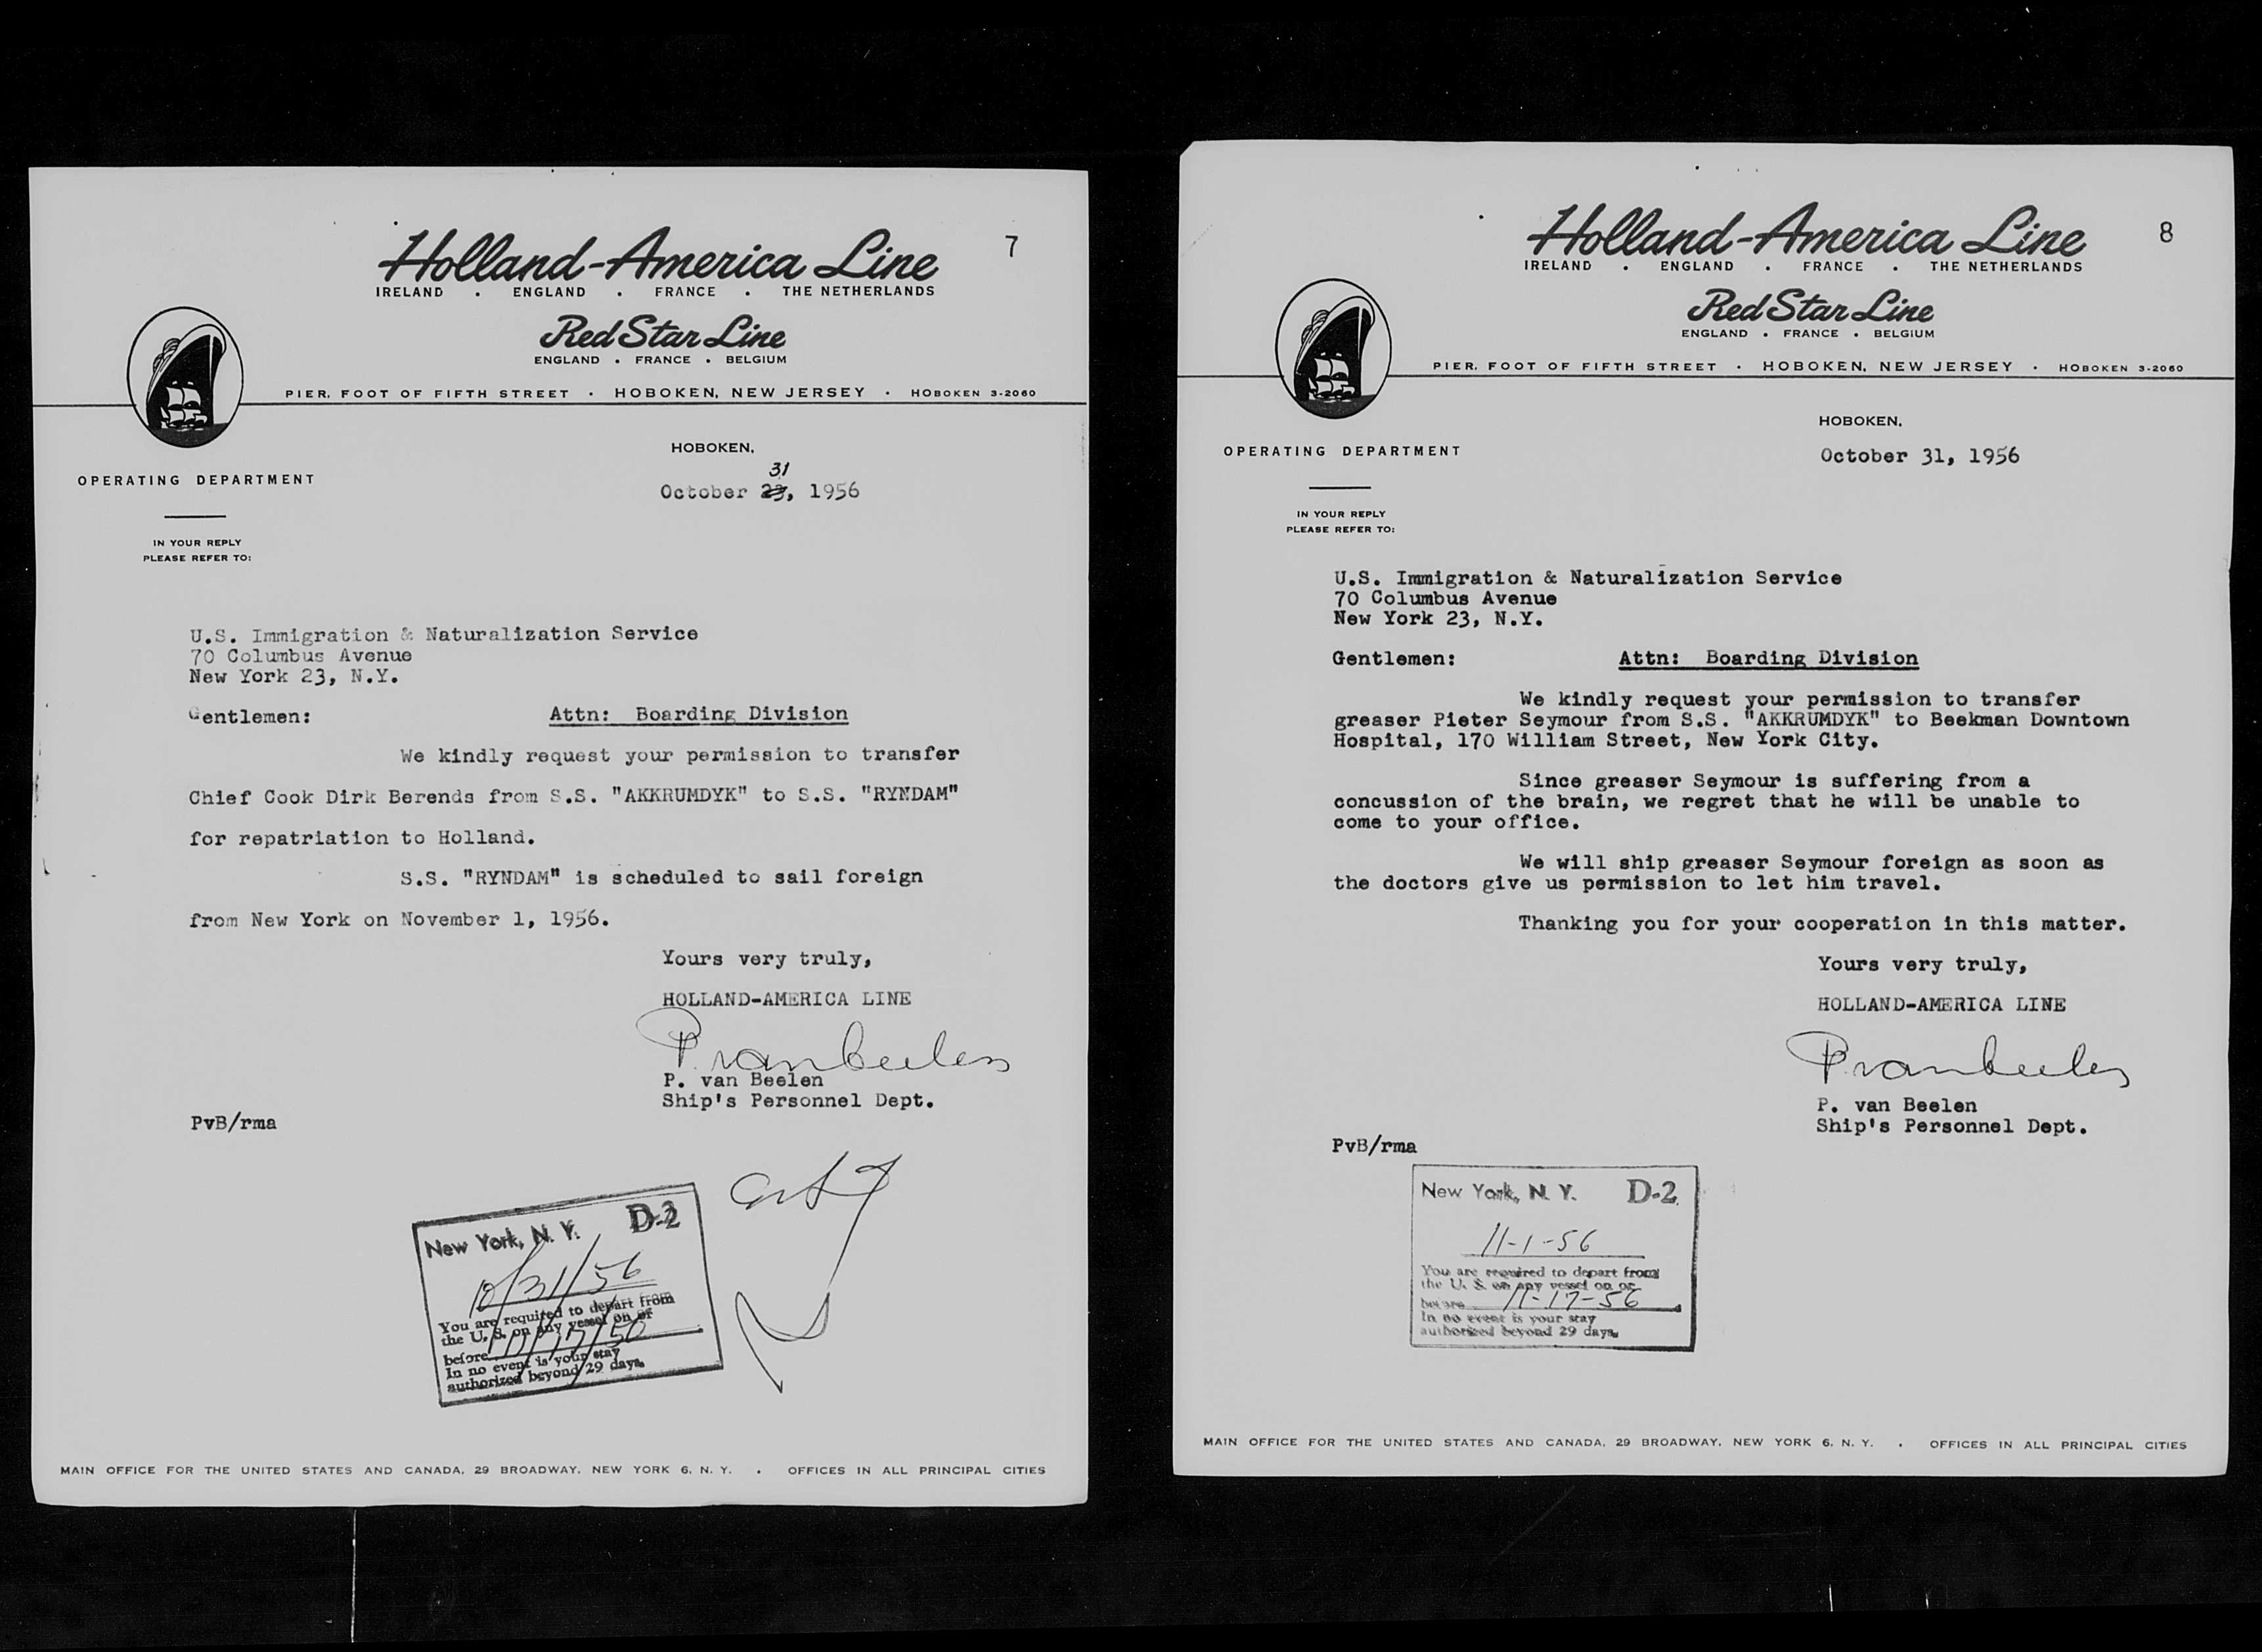 7
Holland-America Line
IRELAND . ENGLAND . FRANCE . THE NETHERLANDS
Red Star Line
ENGLAND . FRANCE . BELGIUM
PIER, FOOT OF FIFTH STREET · HOBOKEN, NEW JERSEY · HOBOKEN 3-2060
OPERATING DEPARTMENT
IN YOUR REPLY
PLEASE REFER TO:
HOBOKEN,
31
October 23, 1956
U.S. Immigration & Naturalization Service
70 Columbus Avenue
New York 23, N.Y.
Gentlemen: Attn: Boarding Division
We kindly request your permission to transfer
Chief Cook Dirk Berends from S.S. "AKKRUMDYK" to S.S. "RYNDAM"
for repatriation to Holland.
S.S. "RYNDAM" is scheduled to sail foreign
from New York on November 1, 1956.
Yours very truly,
HOLLAND-AMERICA LINE
P. van Beelen
P. van Beelen
Ship's Personnel Dept.
PvB/rma
New York, N. Y. D-2
10/31/56
You are required to depart from
the U. S. on any vessel on or
before
In no event is your stay
authorized beyond 29 days.
MAIN OFFICE FOR THE UNITED STATES AND CANADA, 29 BROADWAY, NEW YORK 6, N. Y. . OFFICES IN ALL PRINCIPAL CITIES
8
Holland-America Line
IRELAND . ENGLAND . FRANCE . THE NETHERLANDS
Red Star Line
ENGLAND . FRANCE . BELGIUM
PIER, FOOT OF FIFTH STREET · HOBOKEN, NEW JERSEY · HOBOKEN 3-2060
OPERATING DEPARTMENT
IN YOUR REPLY
PLEASE REFER TO:
HOBOKEN,
October 31, 1956
U.S. Immigration & Naturalization Service
70 Columbus Avenue
New York 23, N.Y.
Gentlemen: Attn: Boarding Division
We kindly request your permission to transfer
greaser Pieter Seymour from S.S. "AKKRUMDYK" to Beekman Downtown
Hospital, 170 William Street, New York City.
Since greaser Seymour is suffering from a
concussion of the brain, we regret that he will be unable to
come to your office.
We will ship greaser Seymour foreign as soon as
the doctors give us permission to let him travel.
Thanking you for your cooperation in this matter.
Yours very truly,
HOLLAND-AMERICA LINE
P. van Beelen
P. van Beelen
Ship's Personnel Dept.
PvB/rma
New York, N. Y. D-2
11-1-56
You are required to depart from
the U. S. on any vessel on or
before 11-17-56
In no event is your stay
authorized beyond 29 days.
MAIN OFFICE FOR THE UNITED STATES AND CANADA, 29 BROADWAY, NEW YORK 6, N. Y. . OFFICES IN ALL PRINCIPAL CITIES